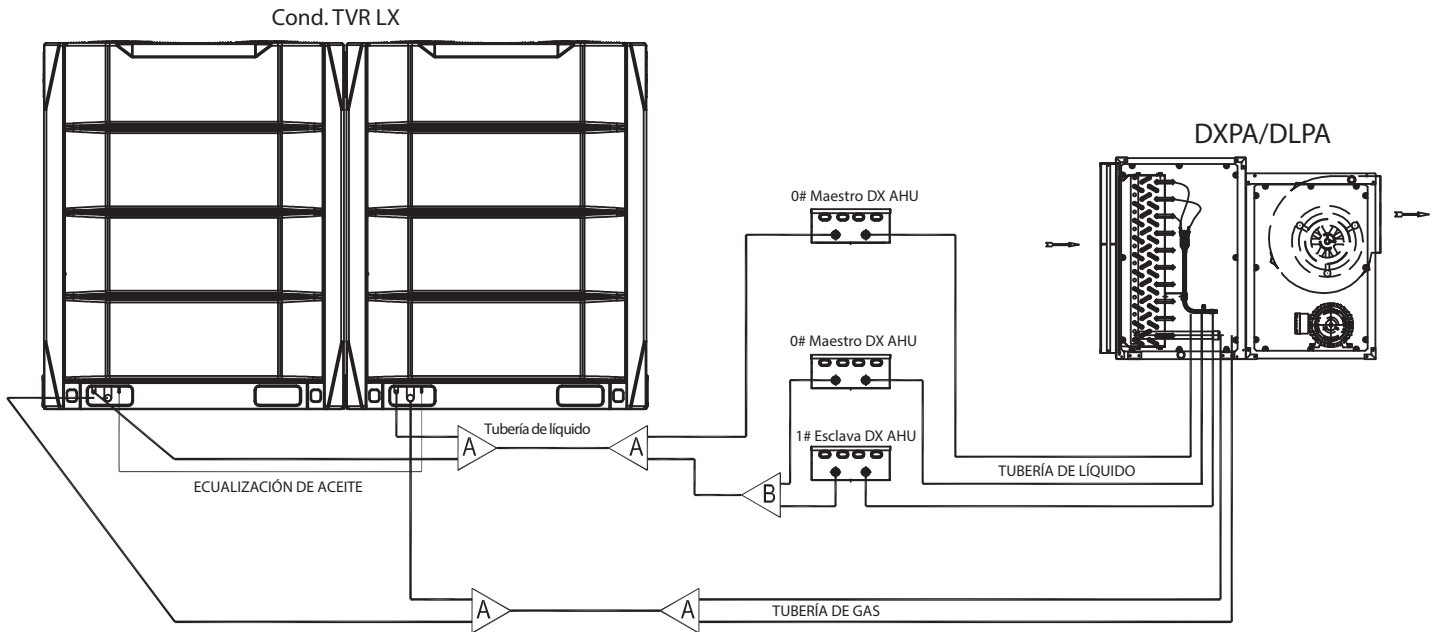 Cond. TVR LX
DXPA/DLPA
0# Maestro DX AHU
0# Maestro DX AHU
Tubería de líquido
1# Esclava DX AHU
A
A
TUBERÍA DE LÍQUIDO
ECUALIZACIÓN DE ACEITE
B
A
A
TUBERÍA DE GAS